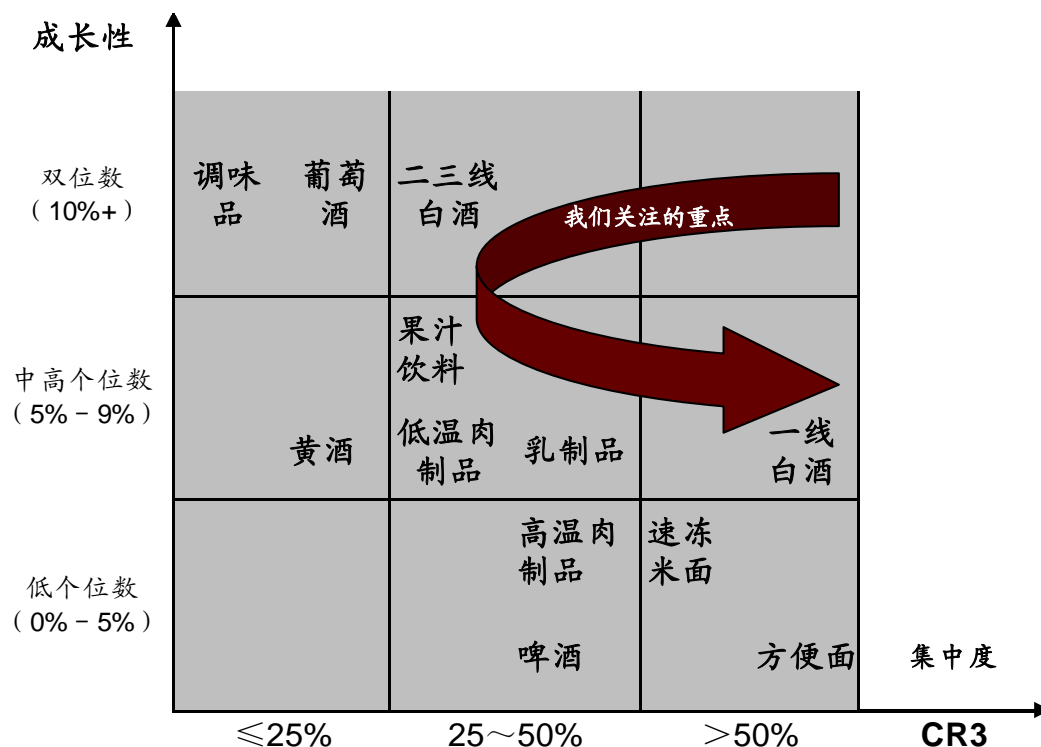 成长性
双位数
（10%+）
调味
品
葡萄
酒
二三线
白酒
我们关注的重点
中高个位数
（5%－9%）
果汁
饮料
黄酒
低温肉
制品
乳制品
一线
白酒
低个位数
（0%－5%）
高温肉
制品
速冻
米面
啤酒
方便面
集中度
≤25%
25～50%
＞50%
CR3